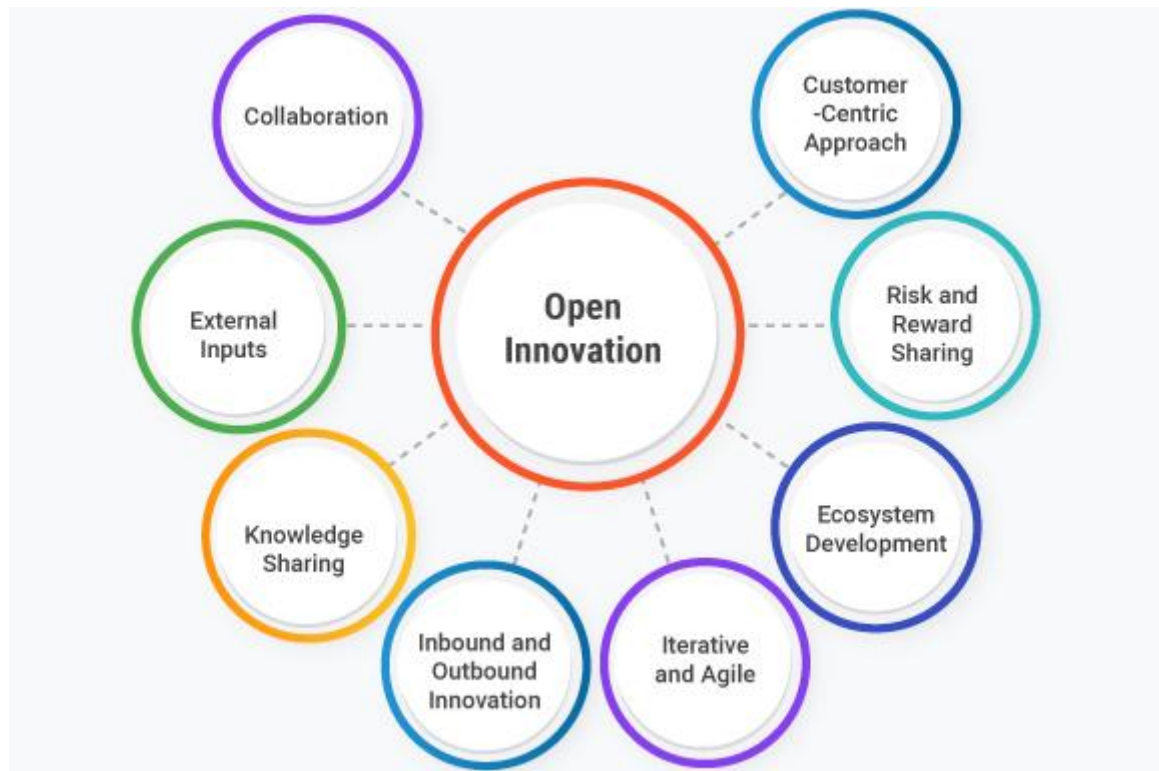 Collaboration
Customer
-Centric
Approach
External
Inputs
Open
Innovation
Risk and
Reward
Sharing
Knowledge
Sharing
Ecosystem
Development
Inbound and
Outbound
Innovation
Iterative
and Agile